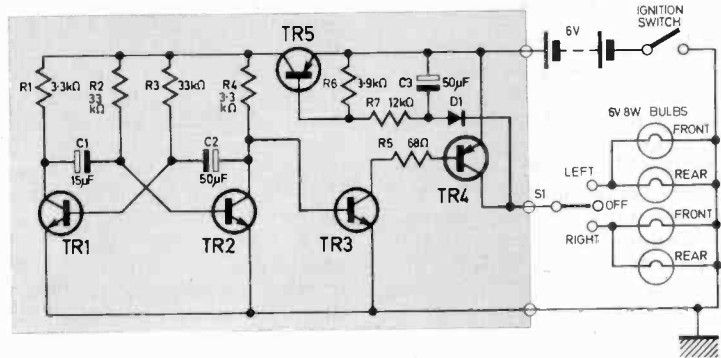 IGNITION
SWITCH
6V
TR5
R1
3·3kΩ
R2
33
kΩ
R3
33kΩ
R4
3·3
kΩ
R6
3·9kΩ
C3
50µF
R7
12kΩ
D1
6V 8W BULBS
FRONT
C1
15µF
C2
50µF
R5
68Ω
TR4
LEFT
REAR
S1
OFF
FRONT
RIGHT
REAR
TR1
TR2
TR3